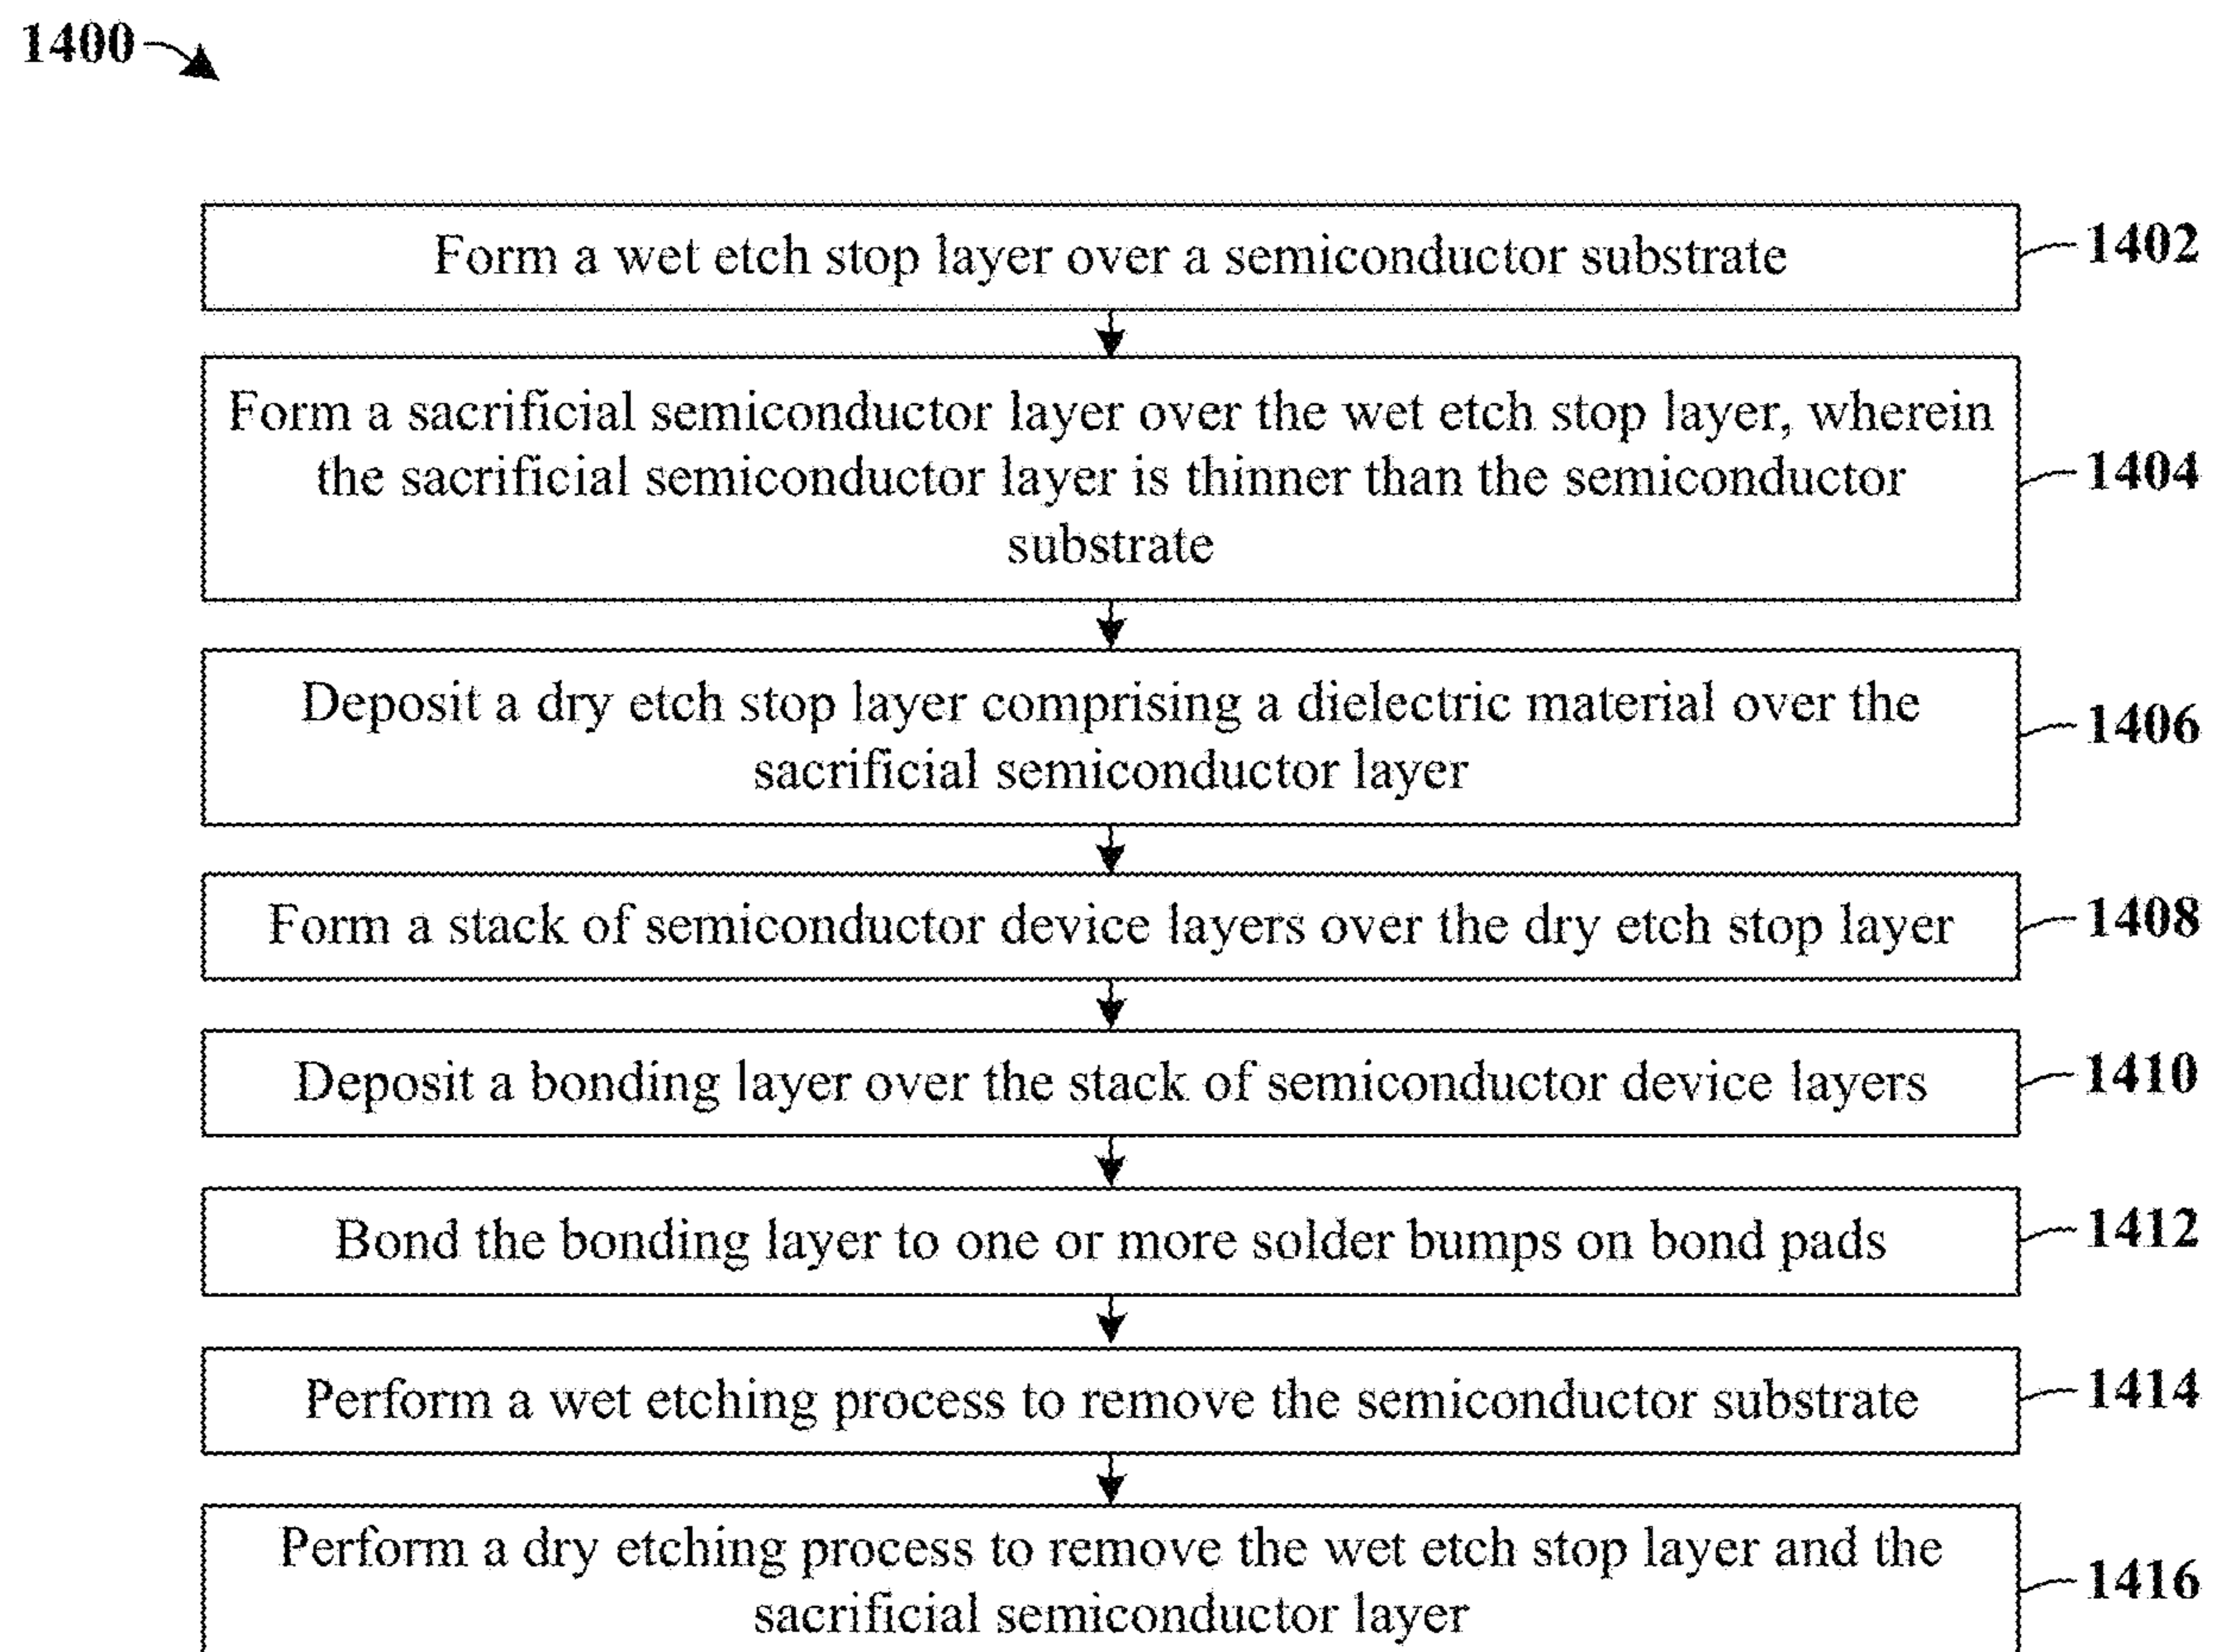 1400
Form a wet etch stop layer over a semiconductor substrate
1402
Form a sacrificial semiconductor layer over the wet etch stop layer, wherein
the sacrificial semiconductor layer is thinner than the semiconductor
substrate
1404
Deposit a dry etch stop layer comprising a dielectric material over the
sacrificial semiconductor layer
1406
Form a stack of semiconductor device layers over the dry etch stop layer
1408
Deposit a bonding layer over the stack of semiconductor device layers
1410
Bond the bonding layer to one or more solder bumps on bond pads
1412
Perform a wet etching process to remove the semiconductor substrate
1414
Perform a dry etching process to remove the wet etch stop layer and the
sacrificial semiconductor layer
1416